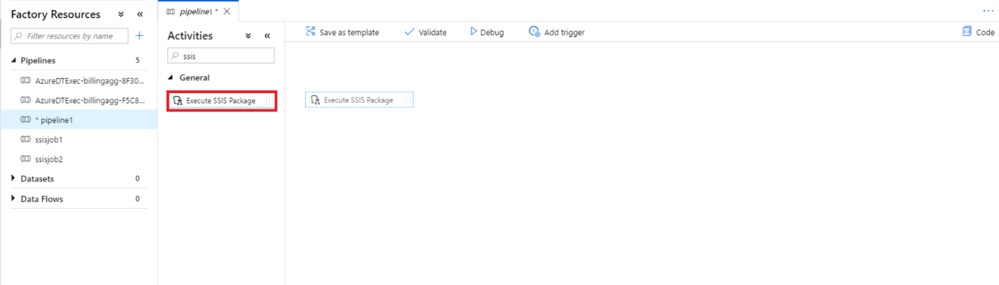 Factory Resources
Filter resources by name
Pipelines 5
AzureDTExec-billingagg-8F30...
AzureDTExec-billingagg-F5C8...
* pipeline1
ssisjob1
ssisjob2
Datasets 0
Data Flows 0
pipeline1 *
Activities
ssis
General
Execute SSIS Package
Save as template Validate Debug Add trigger Code
Execute SSIS Package